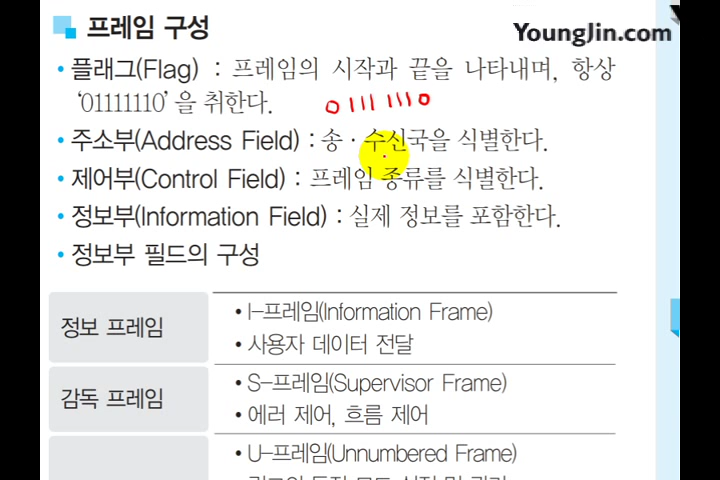 프레임 구성
YoungJin.com
• 플래그(Flag) : 프레임의 시작과 끝을 나타내며, 항상
‘01111110’을 취한다.
01111110
• 주소부(Address Field) : 송·수신국을 식별한다.
• 제어부(Control Field) : 프레임 종류를 식별한다.
• 정보부(Information Field) : 실제 정보를 포함한다.
• 정보부 필드의 구성
정보 프레임
• I-프레임(Information Frame)
• 사용자 데이터 전달
감독 프레임
• S-프레임(Supervisor Frame)
• 에러 제어, 흐름 제어
• U-프레임(Unnumbered Frame)